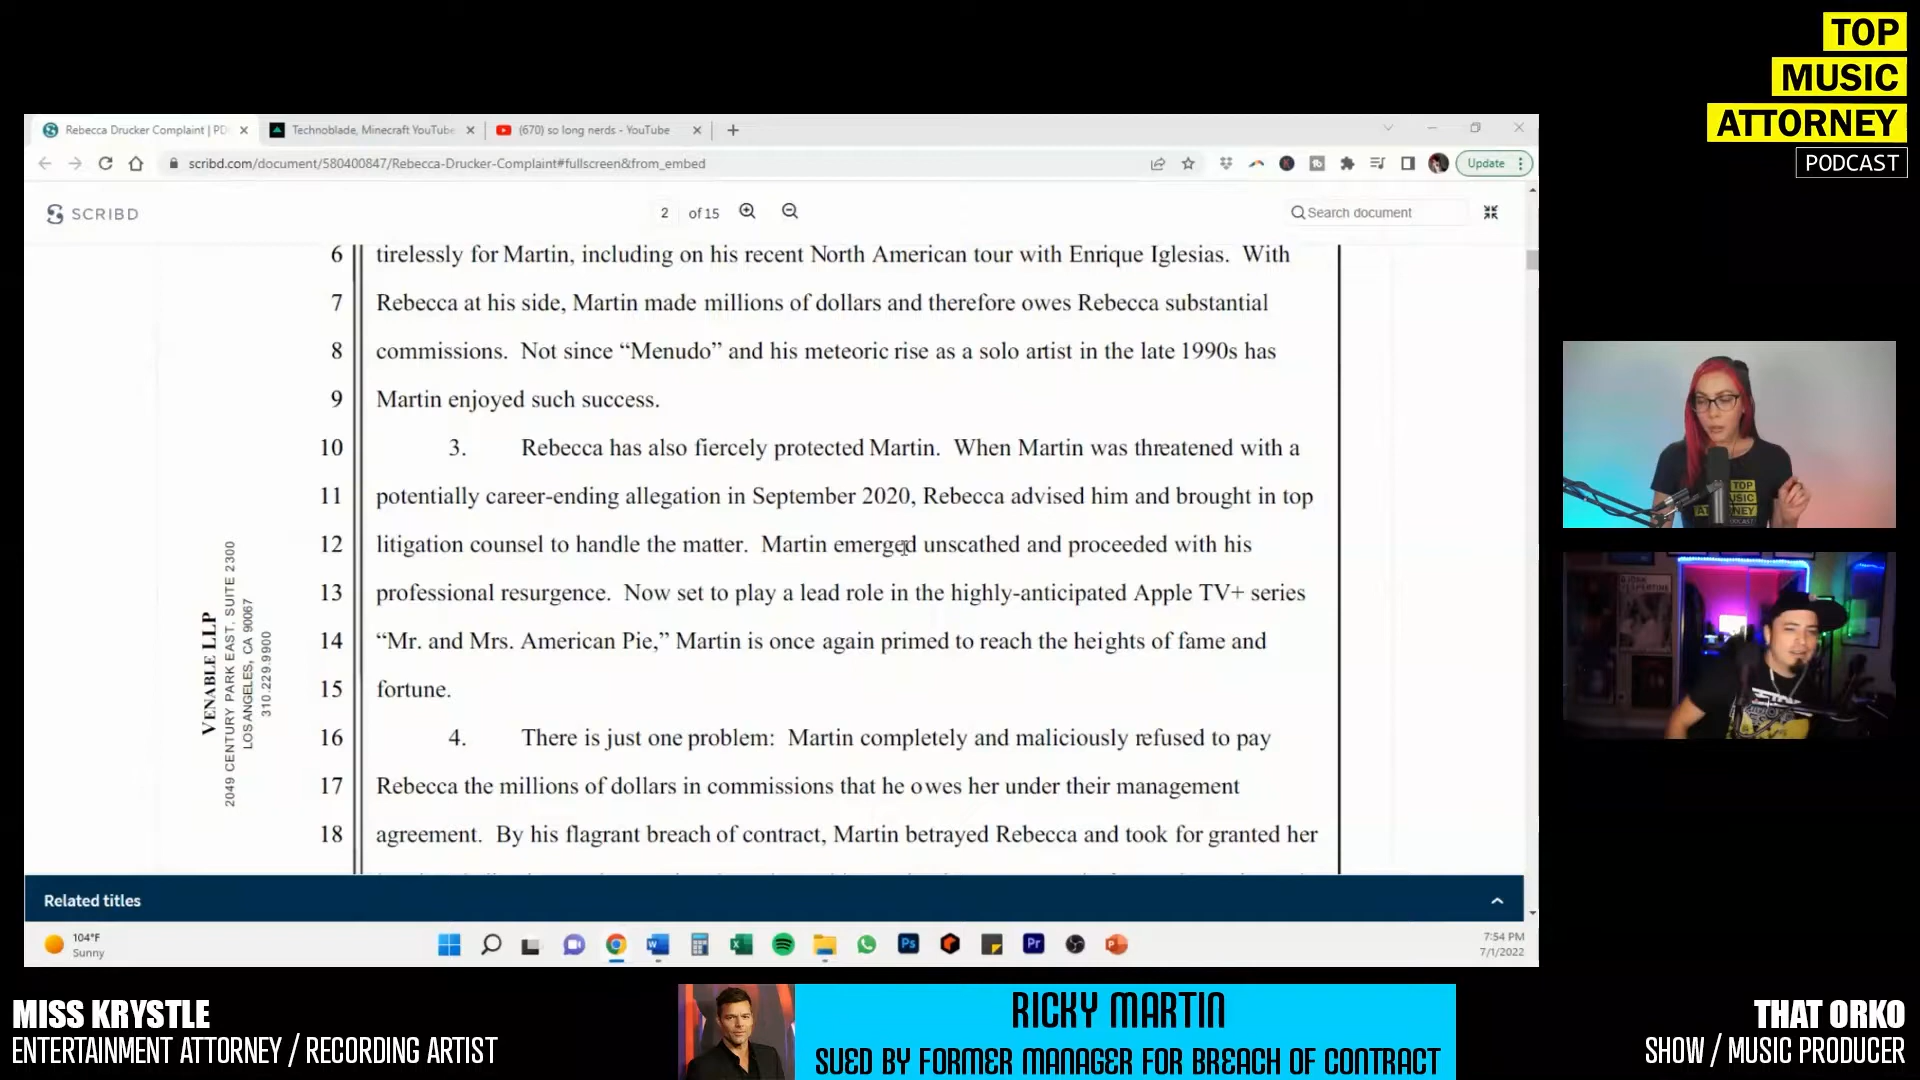 TOP
MUSIC
ATTORNEY
PODCAST
Rebecca Drucker Complaint | PD
Technoblade, Minecraft YouTube
(670) so long nerds - YouTube
scribd.com/document/580400847/Rebecca-Drucker-Complaint#fullscreen&from_embed
Update
SCRIBD
2 of 15
Search document
6 tirelessly for Martin, including on his recent North American tour with Enrique Iglesias. With
7 Rebecca at his side, Martin made millions of dollars and therefore owes Rebecca substantial
8 commissions. Not since “Menudo” and his meteoric rise as a solo artist in the late 1990s has
9 Martin enjoyed such success.
10 3. Rebecca has also fiercely protected Martin. When Martin was threatened with a
11 potentially career-ending allegation in September 2020, Rebecca advised him and brought in top
12 litigation counsel to handle the matter. Martin emerged unscathed and proceeded with his
13 professional resurgence. Now set to play a lead role in the highly-anticipated Apple TV+ series
14 “Mr. and Mrs. American Pie,” Martin is once again primed to reach the heights of fame and
15 fortune.
16 4. There is just one problem: Martin completely and maliciously refused to pay
17 Rebecca the millions of dollars in commissions that he owes her under their management
18 agreement. By his flagrant breach of contract, Martin betrayed Rebecca and took for granted her
VENABLE LLP
2049 CENTURY PARK EAST, SUITE 2300
LOS ANGELES, CA 90067
310.229.9900
Related titles
104°F
Sunny
7:54 PM
7/1/2022
TOP
MUSIC
ATTORNEY
PODCAST
MISS KRYSTLE
ENTERTAINMENT ATTORNEY / RECORDING ARTIST
RICKY MARTIN
SUED BY FORMER MANAGER FOR BREACH OF CONTRACT
THAT ORKO
SHOW / MUSIC PRODUCER